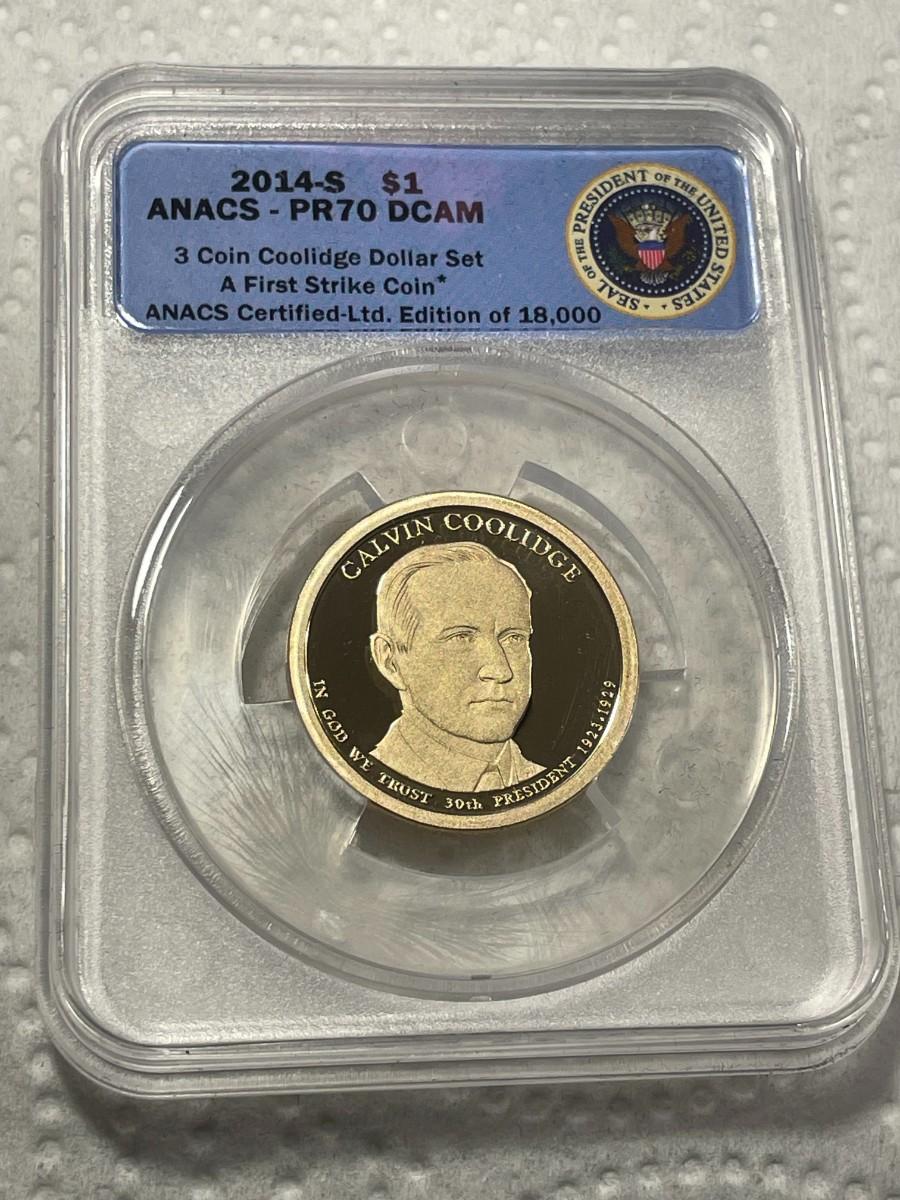 2014-S $1
ANACS - PR70 DCAM
3 Coin Coolidge Dollar Set
A First Strike Coin*
ANACS Certified-Ltd. Edition of 18,000
SEAL OF THE PRESIDENT OF THE UNITED STATES
CALVIN COOLIDGE
IN GOD WE TRUST 30th PRESIDENT 1923-1929